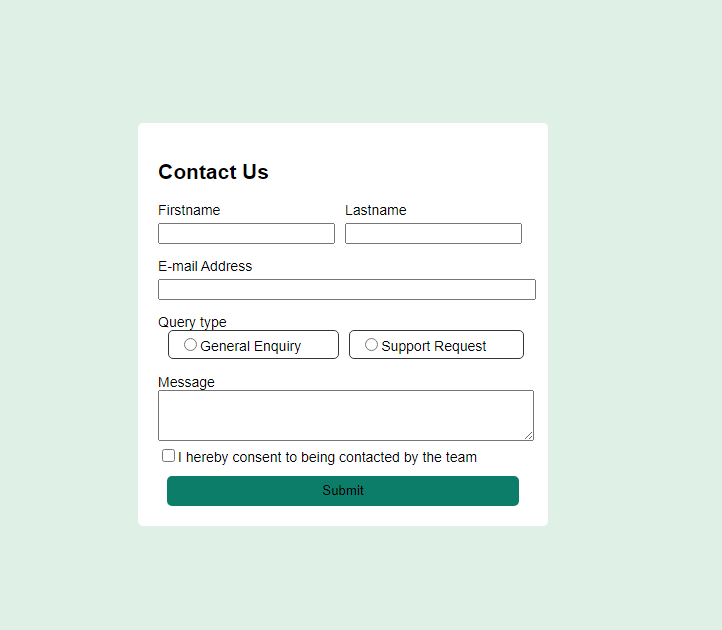 Contact Us
Firstname Lastname
E-mail Address
Query type
General Enquiry Support Request
Message
I hereby consent to being contacted by the team
Submit